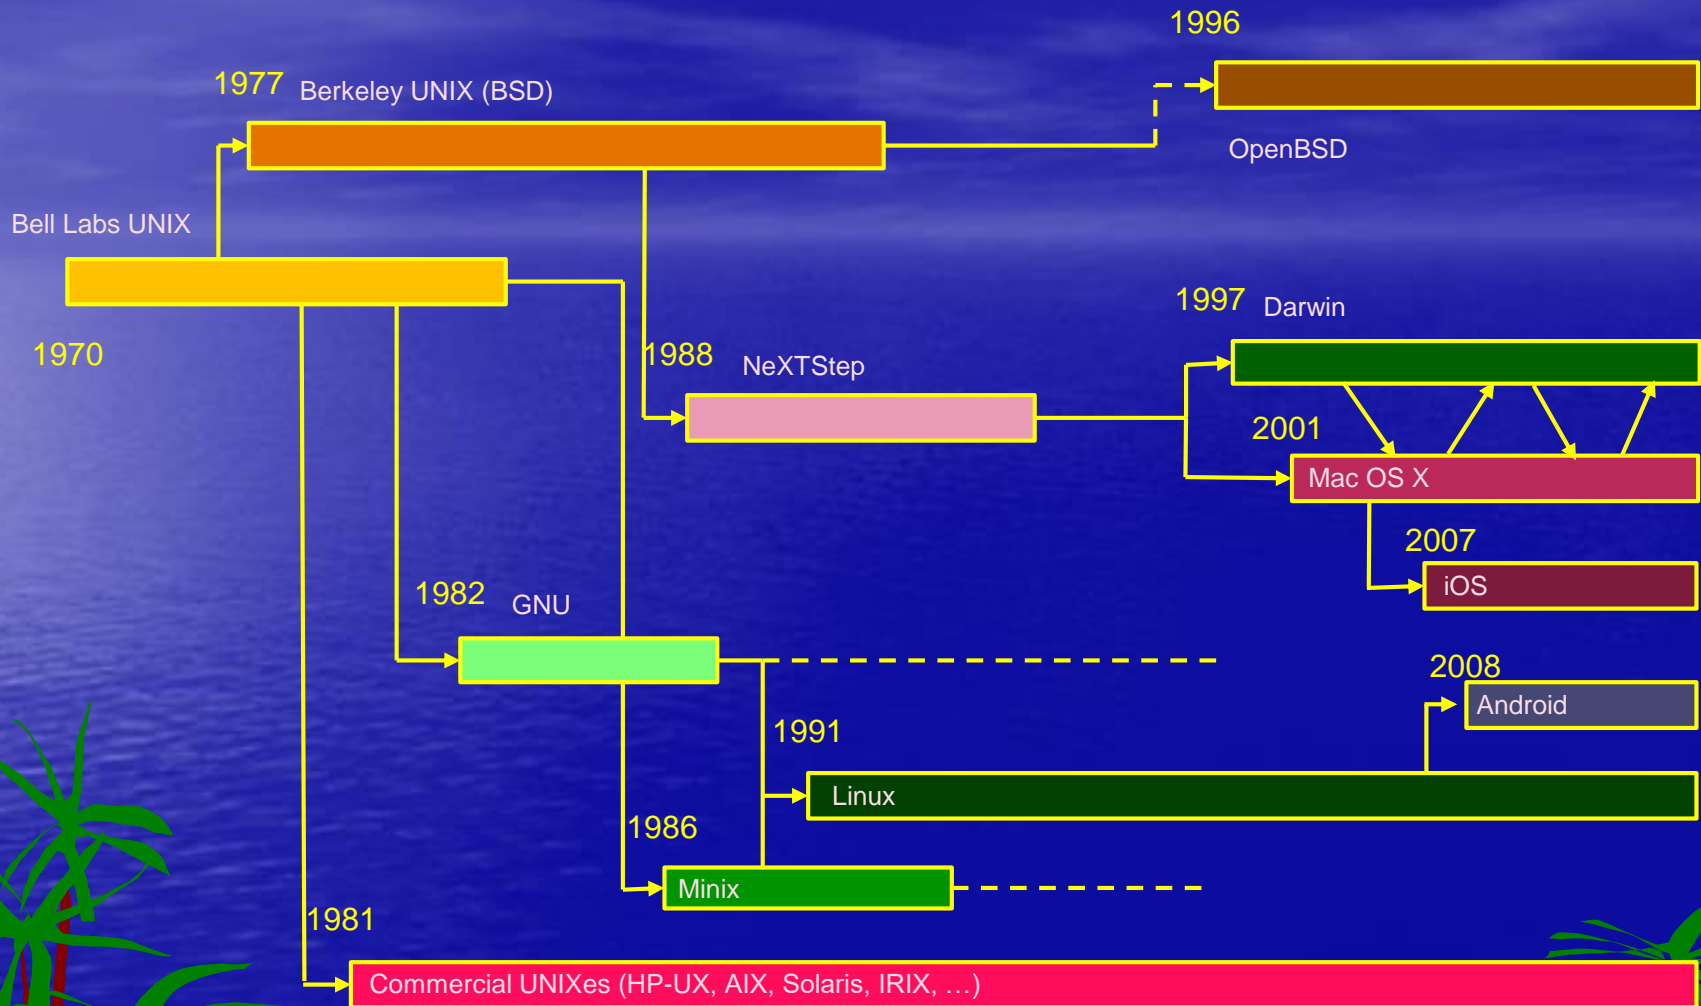 1996
1977 Berkeley UNIX (BSD)
OpenBSD
Bell Labs UNIX
1997 Darwin
1970
1988 NeXTStep
2001
Mac OS X
2007
iOS
1982 GNU
2008
Android
1991
Linux
1986
Minix
1981
Commercial UNIXes (HP-UX, AIX, Solaris, IRIX, …)